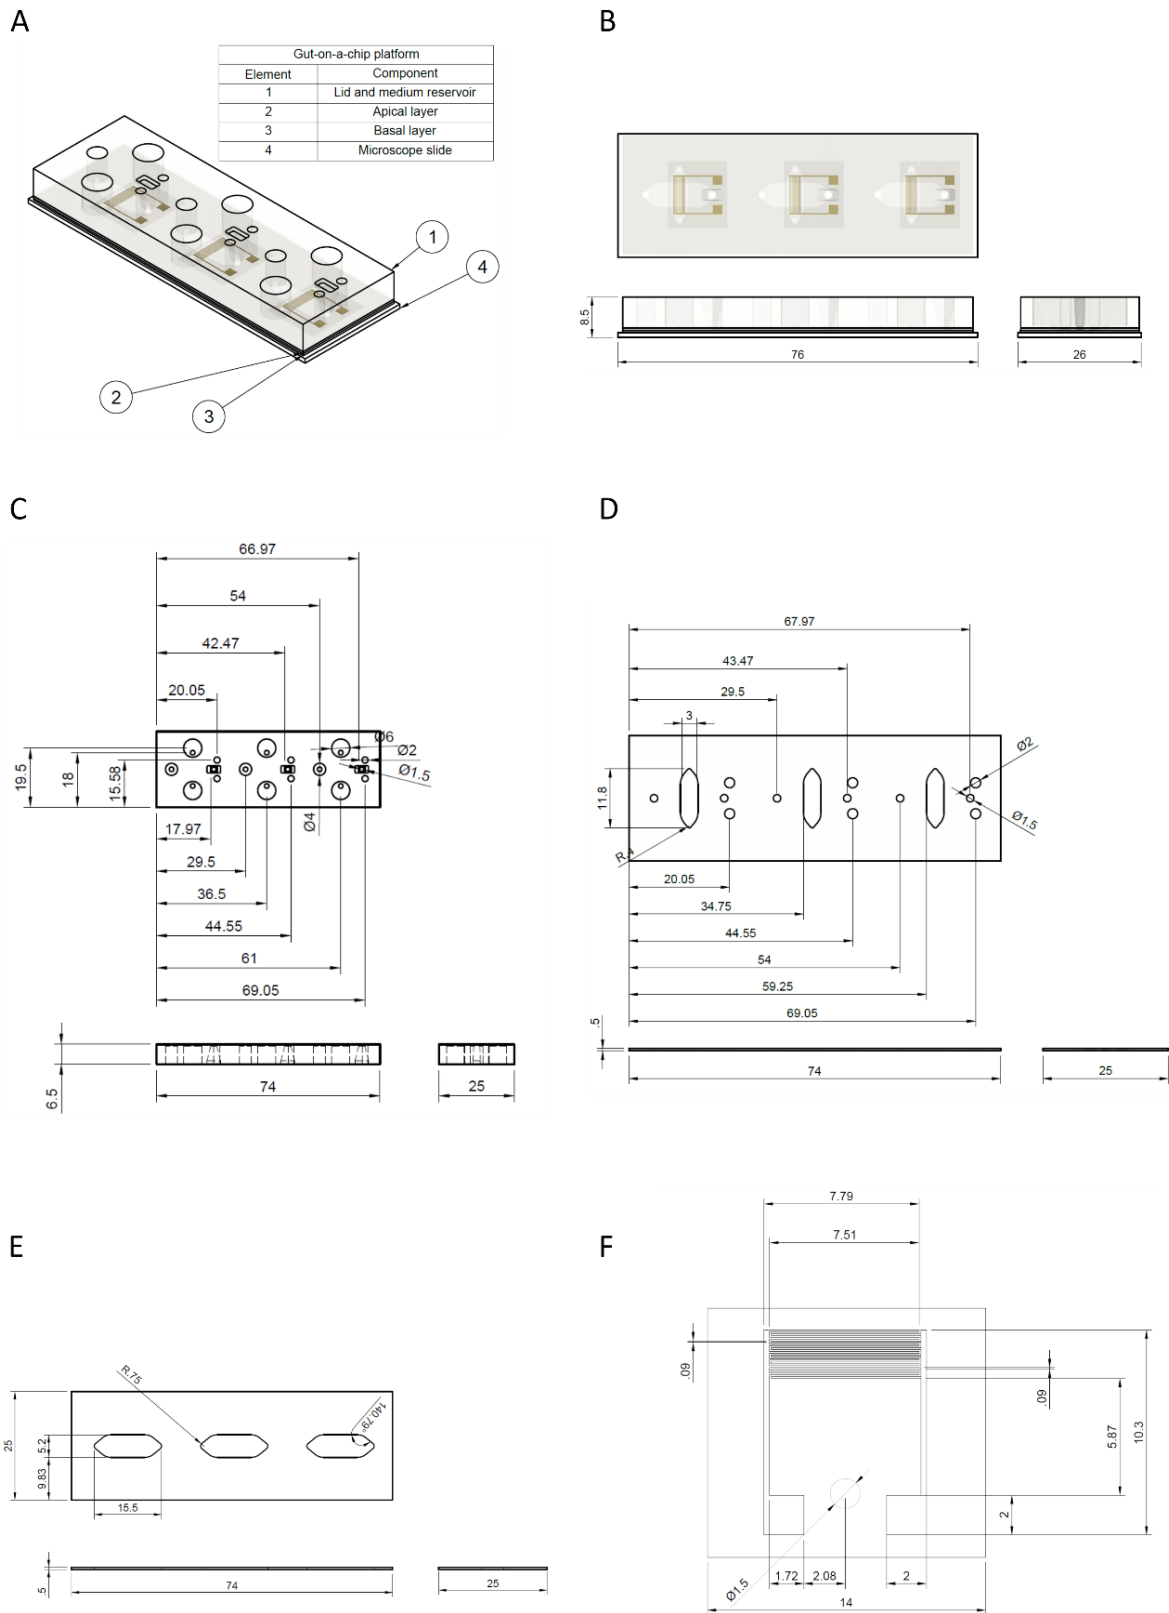 A
Gut-on-a-chip platform
Element Component
1 Lid and medium reservoir
2 Apical layer
3 Basal layer
4 Microscope slide
1
4
2
3
B
8.5
76
26
C
66.97
54
42.47
20.05
Ø6
Ø2
Ø1.5
19.5
18
15.58
Ø4
17.97
29.5
36.5
44.55
61
69.05
6.5
74
25
D
67.97
43.47
29.5
3
Ø2
11.8
Ø1.5
R.4
20.05
34.75
44.55
54
59.25
69.05
.5
74
25
E
R.75
140.79°
25
5.2
9.83
15.5
.5
74
25
F
7.79
7.51
.09
.09
5.87
10.3
2
Ø1.5
1.72
2.08
2
14